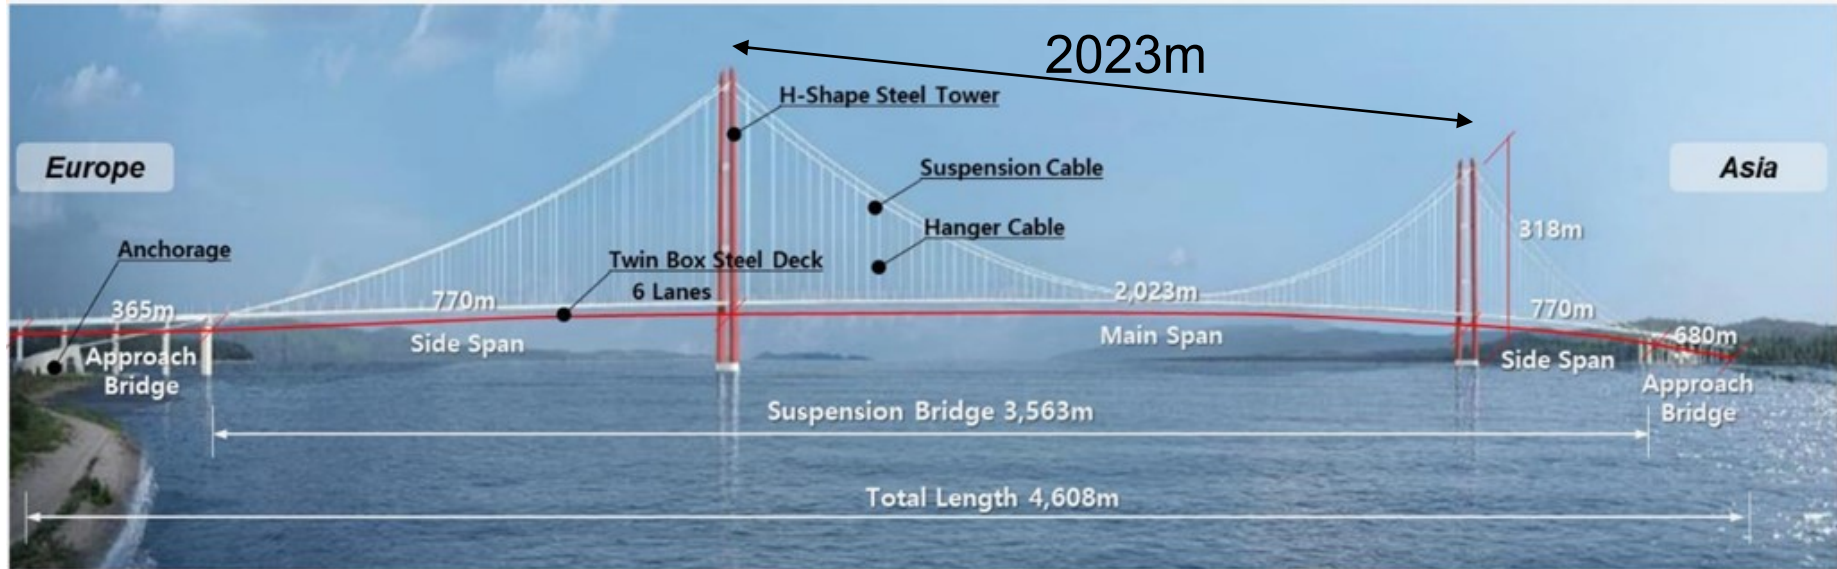 2023m
H-Shape Steel Tower
Europe
Suspension Cable
Asia
Hanger Cable
318m
Anchorage
Twin Box Steel Deck
6 Lanes
365m
770m
2,023m
770m
Approach
Bridge
Side Span
Main Span
680m
Side Span
Approach
Bridge
Suspension Bridge 3,563m
Total Length 4,608m